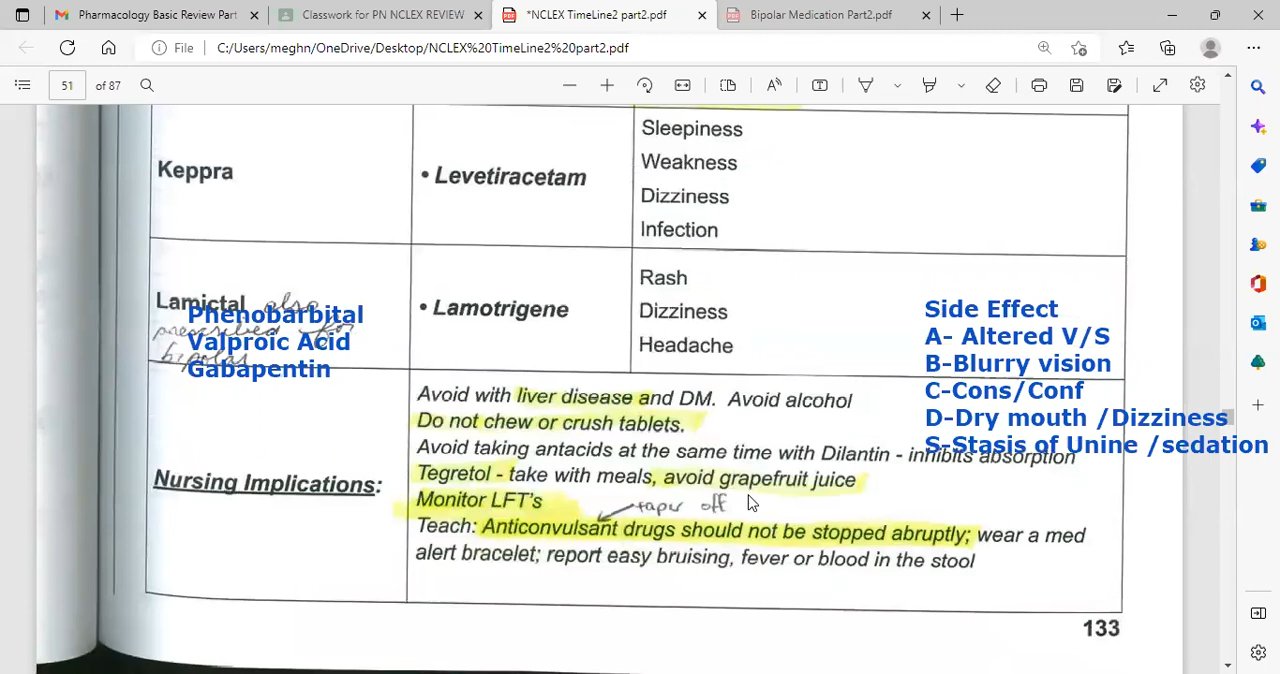 Pharmacology Basic Review Part
Classwork for PN NCLEX REVIEW
*NCLEX TimeLine2 part2.pdf
Bipolar Medication Part2.pdf
File
C:/Users/meghn/OneDrive/Desktop/NCLEX%20TimeLine2%20part2.pdf
51 of 87
Keppra
• Levetiracetam
Sleepiness
Weakness
Dizziness
Infection
Lamictal also
prescribed for
bipolar
Phenobarbital
Valproic Acid
Gabapentin
• Lamotrigene
Rash
Dizziness
Headache
Side Effect
A- Altered V/S
B-Blurry vision
C-Cons/Conf
D-Dry mouth /Dizziness
S-Stasis of Unine /sedation
Nursing Implications:
Avoid with liver disease and DM. Avoid alcohol
Do not chew or crush tablets.
Avoid taking antacids at the same time with Dilantin - inhibits absorption
Tegretol - take with meals, avoid grapefruit juice
Monitor LFT's
taper off
Teach: Anticonvulsant drugs should not be stopped abruptly; wear a med
alert bracelet; report easy bruising, fever or blood in the stool
133